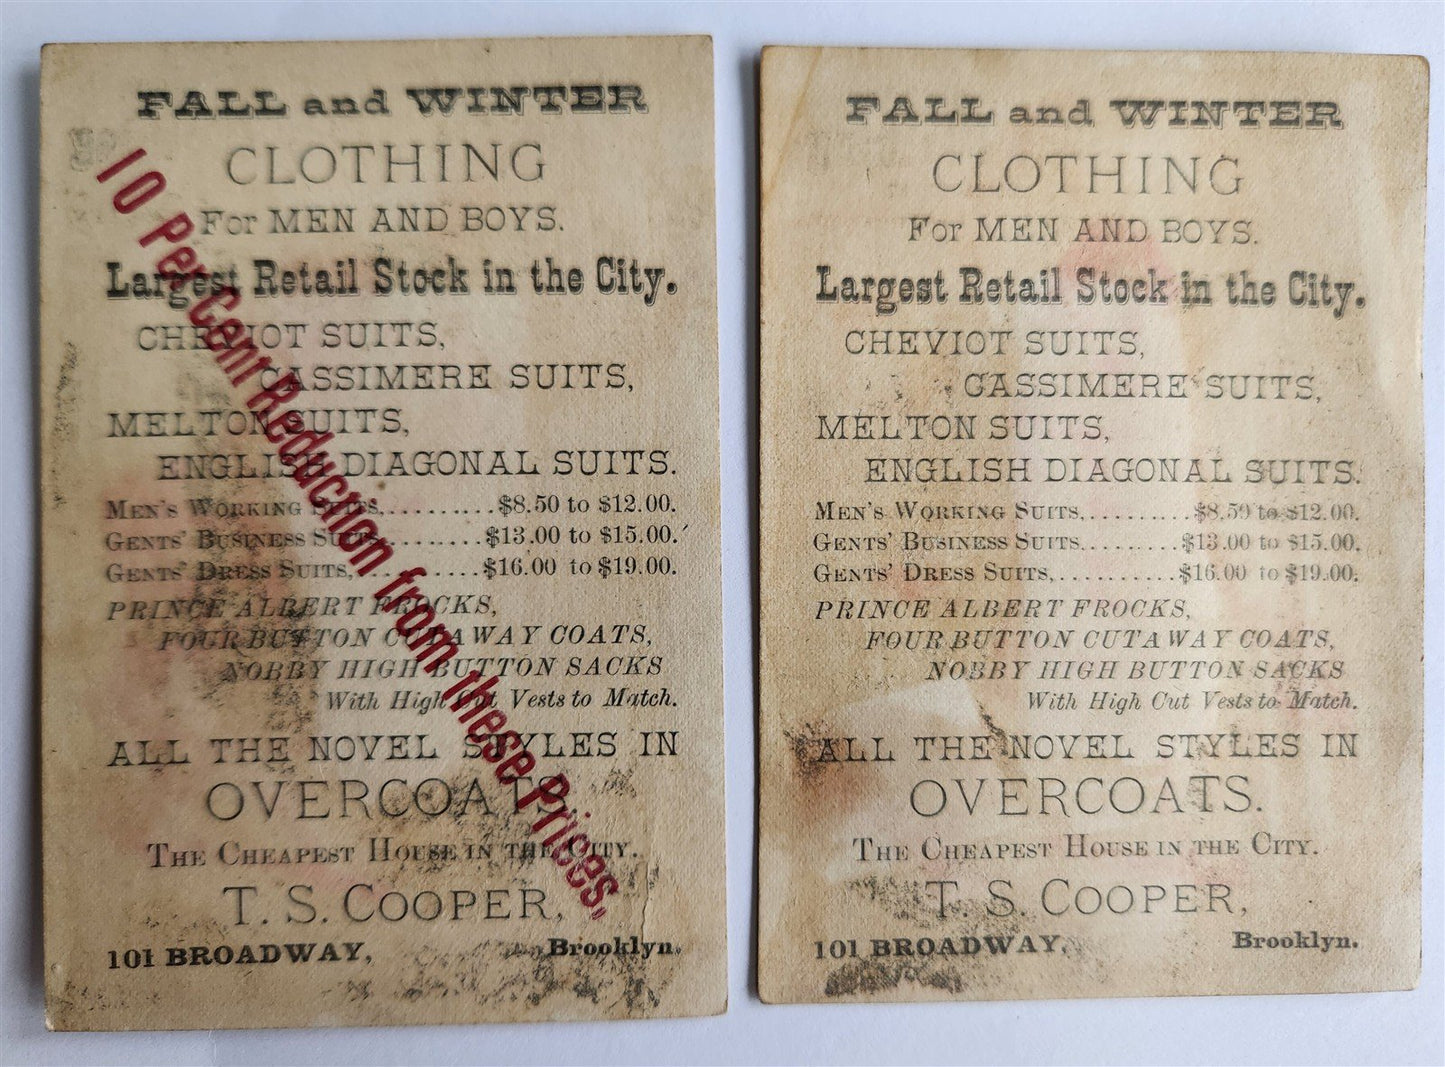 FALL and WINTER
CLOTHING
For MEN AND BOYS.
Largest Retail Stock in the City.
CHEVIOT SUITS,
CASSIMERE SUITS,
MELTON SUITS,
ENGLISH DIAGONAL SUITS.
MEN'S WORKING SUITS,..........$8.50 to $12.00.
GENTS' BUSINESS SUITS..........$13.00 to $15.00.
GENTS' DRESS SUITS,...........$16.00 to $19.00.
PRINCE ALBERT FROCKS,
FOUR BUTTON CUTAWAY COATS,
NOBBY HIGH BUTTON SACKS
With High Cut Vests to Match.
ALL THE NOVEL STYLES IN
OVERCOATS.
THE CHEAPEST HOUSE IN THE CITY.
T. S. COOPER,
101 BROADWAY, Brooklyn.
10 Per Cent Reduction from these Prises.
FALL and WINTER
CLOTHING
For MEN AND BOYS.
Largest Retail Stock in the City.
CHEVIOT SUITS,
CASSIMERE SUITS,
MELTON SUITS,
ENGLISH DIAGONAL SUITS.
MEN'S WORKING SUITS,..........$8.50 to $12.00.
GENTS' BUSINESS SUITS..........$13.00 to $15.00.
GENTS' DRESS SUITS,...........$16.00 to $19.00.
PRINCE ALBERT FROCKS,
FOUR BUTTON CUTAWAY COATS,
NOBBY HIGH BUTTON SACKS
With High Cut Vests to Match.
ALL THE NOVEL STYLES IN
OVERCOATS.
THE CHEAPEST HOUSE IN THE CITY.
T. S. COOPER,
101 BROADWAY, Brooklyn.